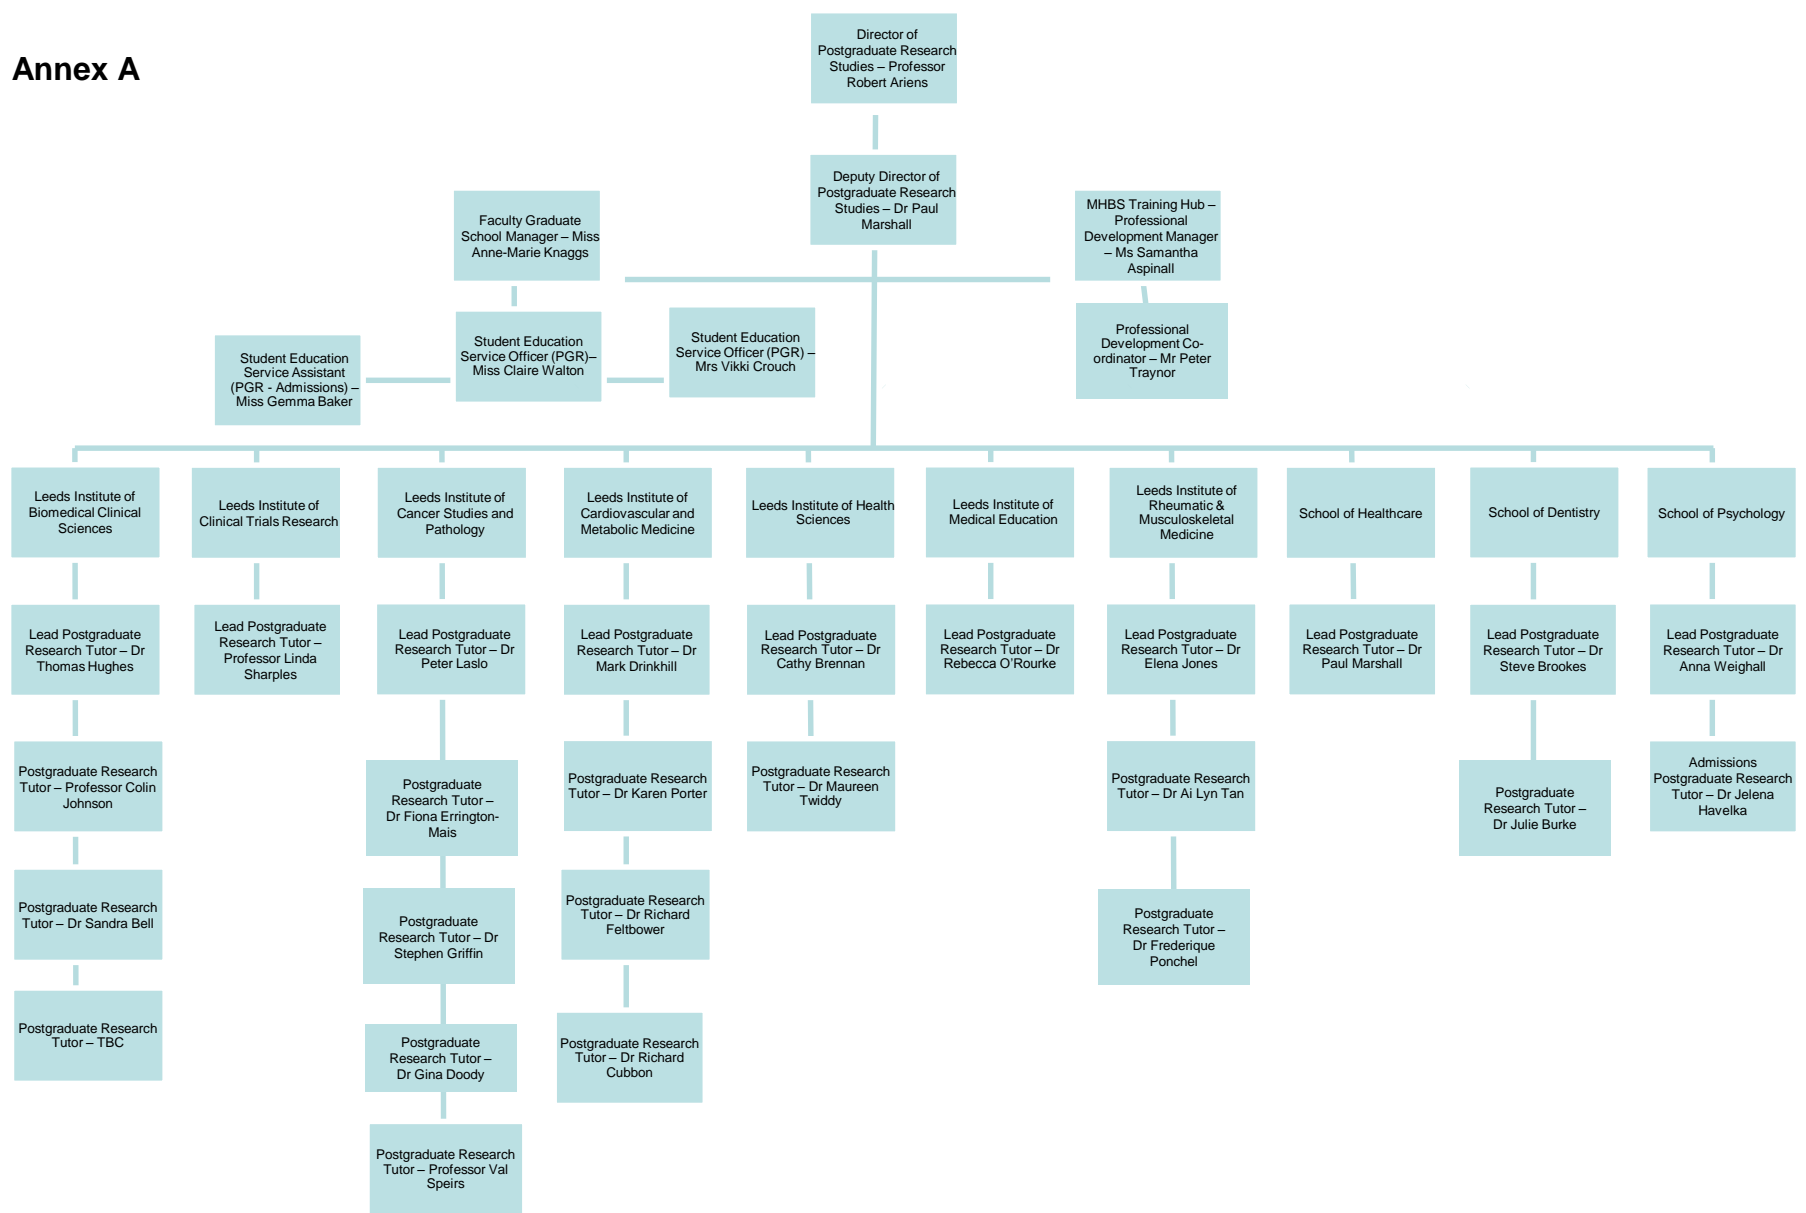 Annex A
Director of
Postgraduate Research
Studies – Professor
Robert Ariens
Deputy Director of
Postgraduate Research
Studies – Dr Paul
Marshall
Faculty Graduate
School Manager – Miss
Anne-Marie Knaggs
MHBS Training Hub –
Professional
Development Manager
– Ms Samantha
Aspinall
Student Education
Service Assistant
(PGR - Admissions) –
Miss Gemma Baker
Student Education
Service Officer (PGR)–
Miss Claire Walton
Student Education
Service Officer (PGR) –
Mrs Vikki Crouch
Professional
Development Co-
ordinator – Mr Peter
Traynor
Leeds Institute of
Biomedical Clinical
Sciences
Leeds Institute of
Clinical Trials Research
Leeds Institute of
Cancer Studies and
Pathology
Leeds Institute of
Cardiovascular and
Metabolic Medicine
Leeds Institute of Health
Sciences
Leeds Institute of
Medical Education
Leeds Institute of
Rheumatic &
Musculoskeletal
Medicine
School of Healthcare
School of Dentistry
School of Psychology
Lead Postgraduate
Research Tutor – Dr
Thomas Hughes
Lead Postgraduate
Research Tutor –
Professor Linda
Sharples
Lead Postgraduate
Research Tutor – Dr
Peter Laslo
Lead Postgraduate
Research Tutor – Dr
Mark Drinkhill
Lead Postgraduate
Research Tutor – Dr
Cathy Brennan
Lead Postgraduate
Research Tutor – Dr
Rebecca O'Rourke
Lead Postgraduate
Research Tutor – Dr
Elena Jones
Lead Postgraduate
Research Tutor – Dr
Paul Marshall
Lead Postgraduate
Research Tutor – Dr
Steve Brookes
Lead Postgraduate
Research Tutor – Dr
Anna Weighall
Postgraduate Research
Tutor – Professor Colin
Johnson
Postgraduate
Research Tutor –
Dr Fiona Errington-
Mais
Postgraduate Research
Tutor – Dr Karen Porter
Postgraduate Research
Tutor – Dr Maureen
Twiddy
Postgraduate Research
Tutor – Dr Ai Lyn Tan
Postgraduate
Research Tutor –
Dr Julie Burke
Admissions
Postgraduate Research
Tutor – Dr Jelena
Havelka
Postgraduate Research
Tutor – Dr Sandra Bell
Postgraduate
Research Tutor – Dr
Stephen Griffin
Postgraduate Research
Tutor – Dr Richard
Feltbower
Postgraduate
Research Tutor –
Dr Frederique
Ponchel
Postgraduate Research
Tutor – TBC
Postgraduate
Research Tutor –
Dr Gina Doody
Postgraduate Research
Tutor – Dr Richard
Cubbon
Postgraduate Research
Tutor – Professor Val
Speirs